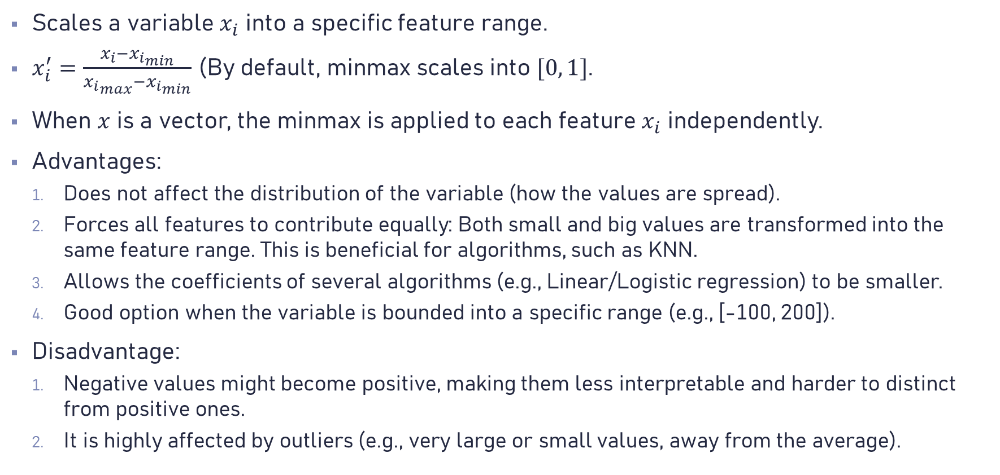 ▪ Scales a variable $x_i$ into a specific feature range.
▪ $x_i' = \frac{x_i - x_{i_{min}}}{x_{i_{max}} - x_{i_{min}}}$ (By default, minmax scales into $[0, 1]$.
▪ When $x$ is a vector, the minmax is applied to each feature $x_i$ independently.
▪ Advantages:
1. Does not affect the distribution of the variable (how the values are spread).
2. Forces all features to contribute equally: Both small and big values are transformed into the
same feature range. This is beneficial for algorithms, such as KNN.
3. Allows the coefficients of several algorithms (e.g., Linear/Logistic regression) to be smaller.
4. Good option when the variable is bounded into a specific range (e.g., [-100, 200]).
▪ Disadvantage:
1. Negative values might become positive, making them less interpretable and harder to distinct
from positive ones.
2. It is highly affected by outliers (e.g., very large or small values, away from the average).